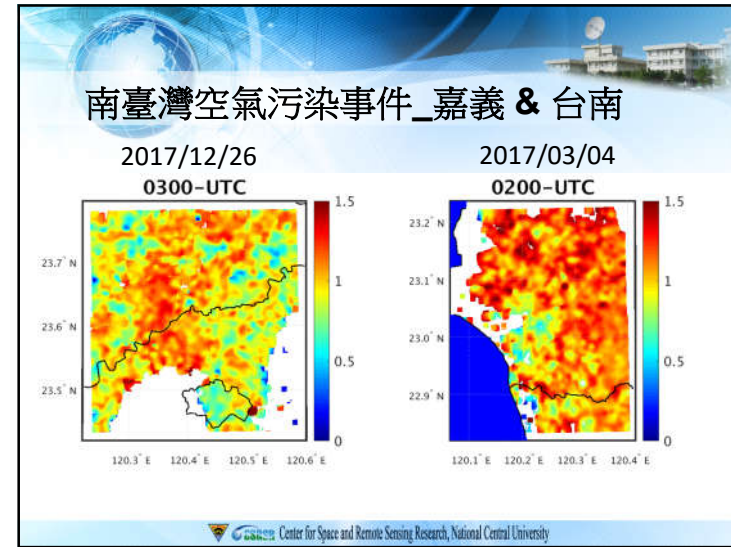 南臺灣空氣污染事件_嘉義 & 台南
2017/12/26
2017/03/04
0300-UTC
0200-UTC
1.5
1
0.5
0
23.7° N
23.6° N
23.5° N
120.3° E 120.4° E 120.5° E 120.6° E
1.5
1
0.5
0
23.2° N
23.1° N
23.0° N
22.9° N
120.1° E 120.2° E 120.3° E 120.4° E
CSRSR Center for Space and Remote Sensing Research, National Central University